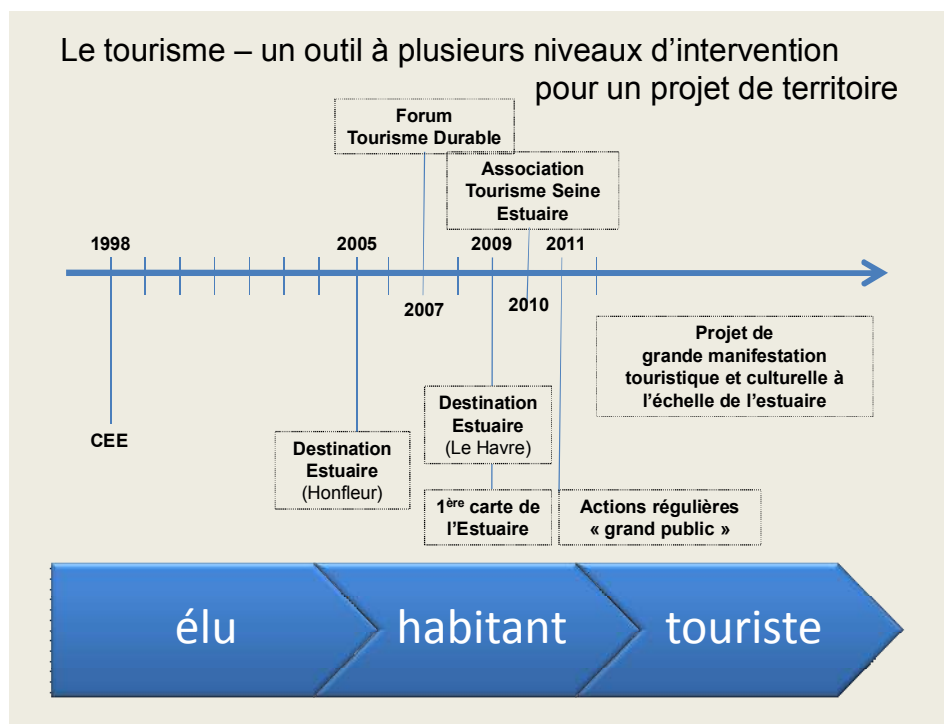 Le tourisme – un outil à plusieurs niveaux d’intervention
pour un projet de territoire
Forum
Tourisme Durable
Association
Tourisme Seine
Estuaire
1998
2005
2009
2011
2007
2010
Projet de
grande manifestation
touristique et culturelle à
l’échelle de l’estuaire
CEE
Destination
Estuaire
(Honfleur)
Destination
Estuaire
(Le Havre)
1ère carte de
l’Estuaire
Actions régulières
« grand public »
élu
habitant
touriste